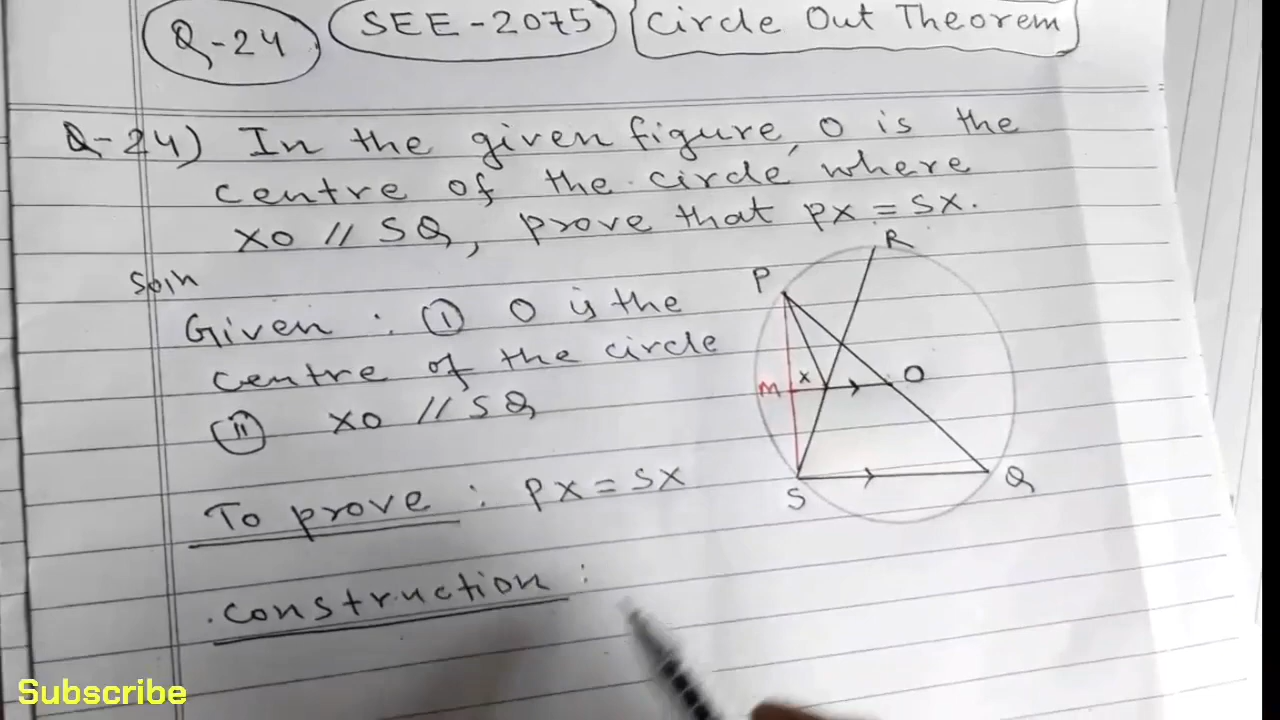 Q-24 SEE-2075 Circle Out Theorem
Q-24) In the given figure, O is the
centre of the circle where
XO // SQ, prove that PX = SX.
Soln
Given : (i) O is the
centre of the circle
(ii) XO // SQ
To prove : PX = SX
Construction :
R
P
M X O
S Q
Subscribe